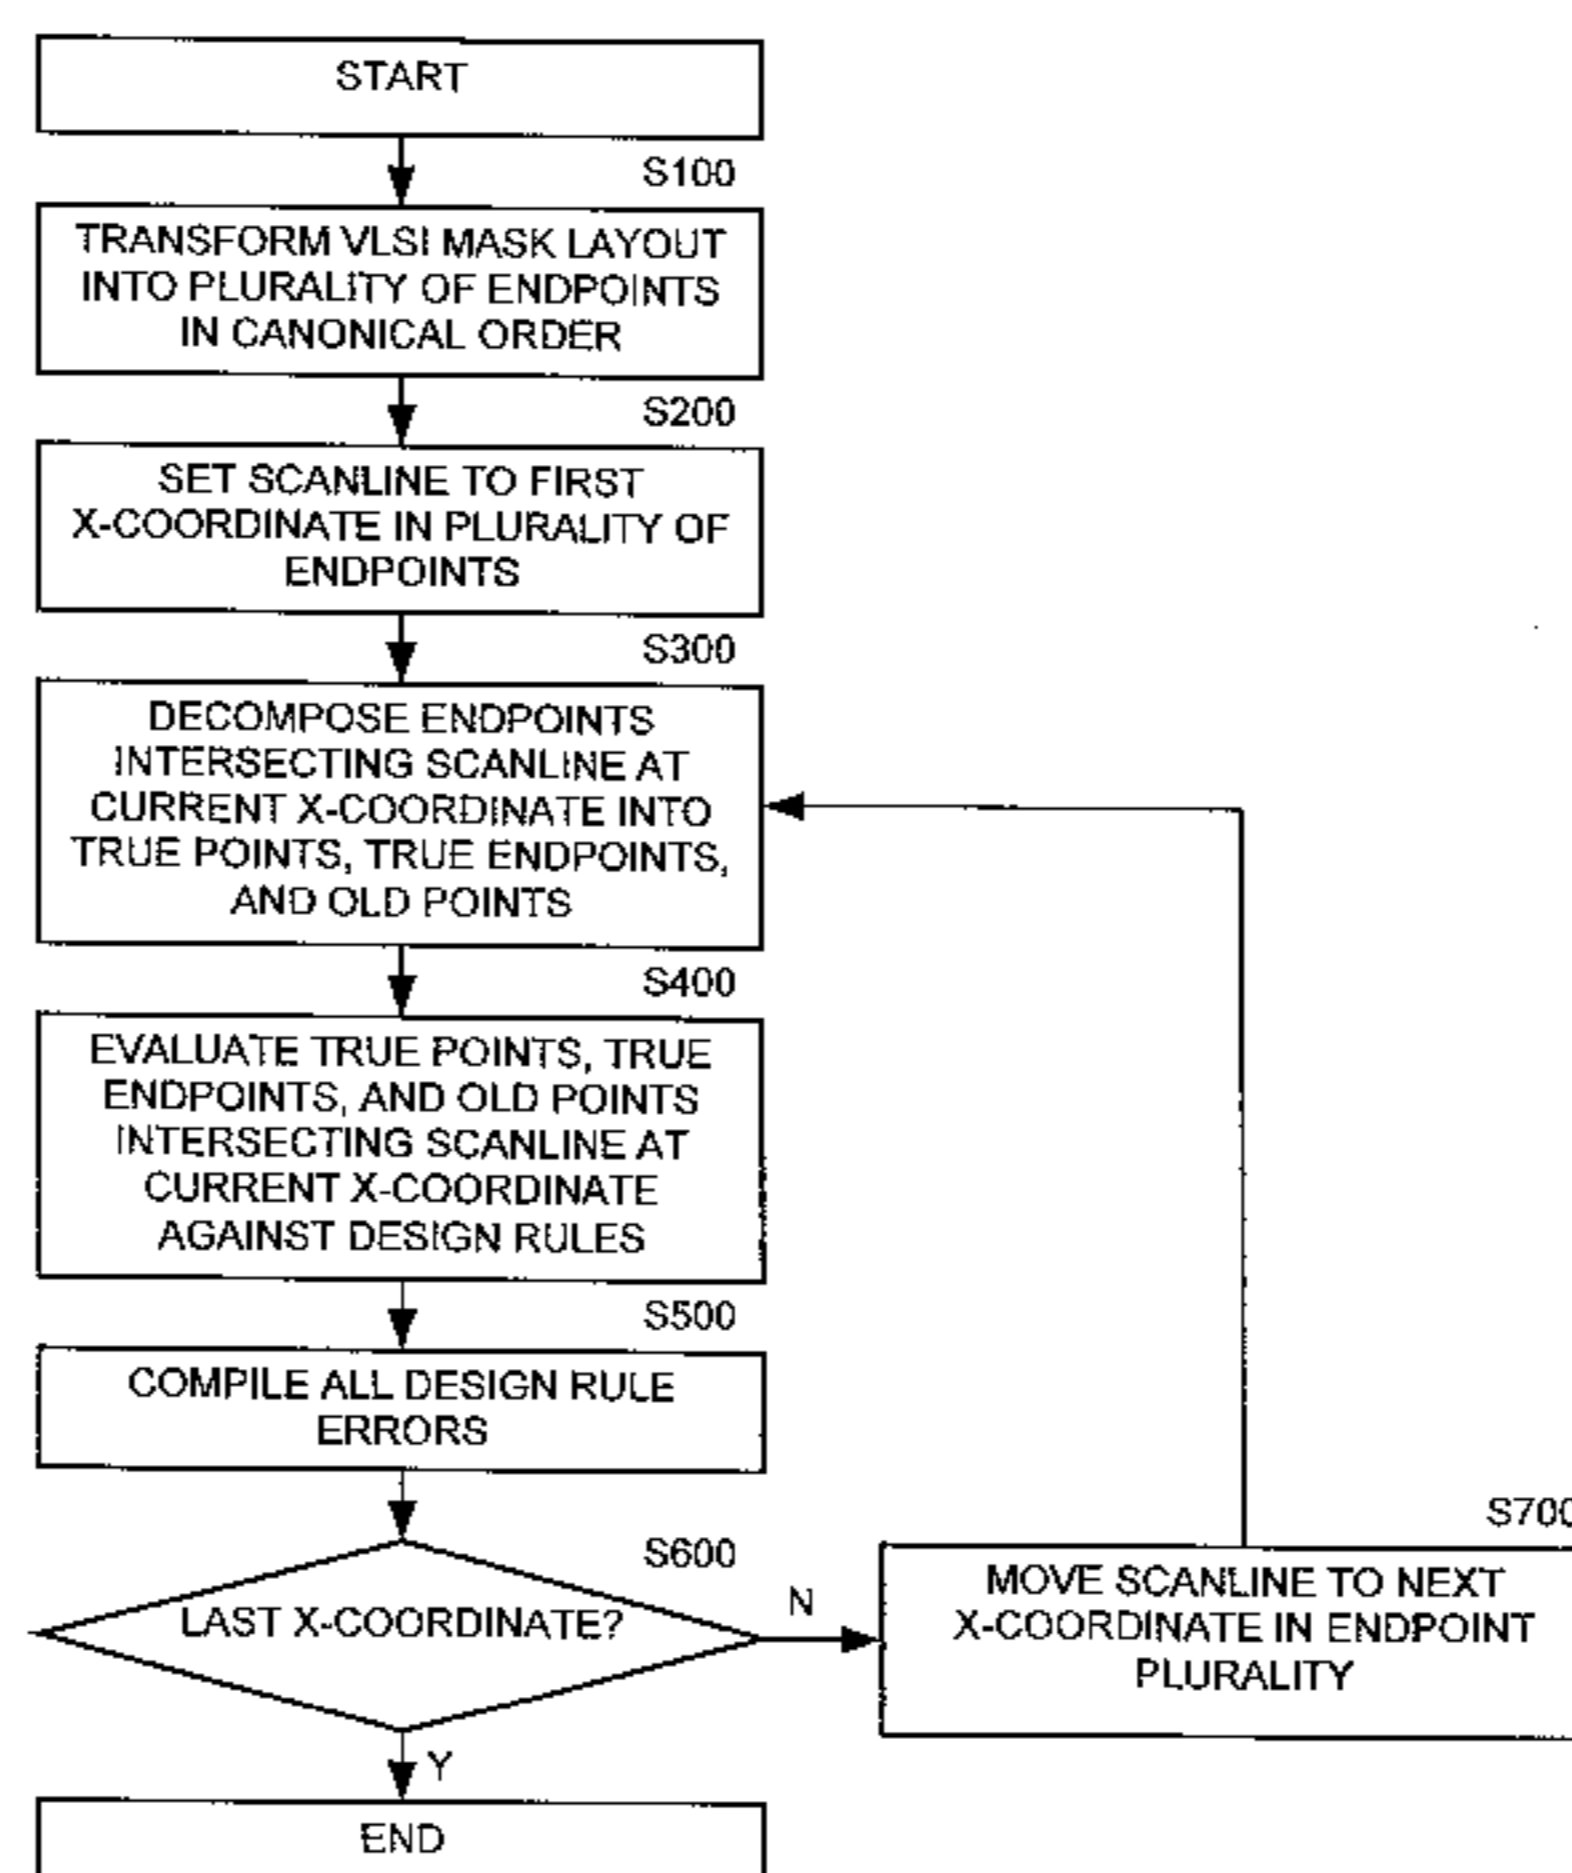 START
S100
TRANSFORM VLSI MASK LAYOUT
INTO PLURALITY OF ENDPOINTS
IN CANONICAL ORDER
S200
SET SCANLINE TO FIRST
X-COORDINATE IN PLURALITY OF
ENDPOINTS
S300
DECOMPOSE ENDPOINTS
INTERSECTING SCANLINE AT
CURRENT X-COORDINATE INTO
TRUE POINTS, TRUE ENDPOINTS,
AND OLD POINTS
S400
EVALUATE TRUE POINTS, TRUE
ENDPOINTS, AND OLD POINTS
INTERSECTING SCANLINE AT
CURRENT X-COORDINATE
AGAINST DESIGN RULES
S500
COMPILE ALL DESIGN RULE
ERRORS
S600
LAST X-COORDINATE?
N
S700
MOVE SCANLINE TO NEXT
X-COORDINATE IN ENDPOINT
PLURALITY
Y
END